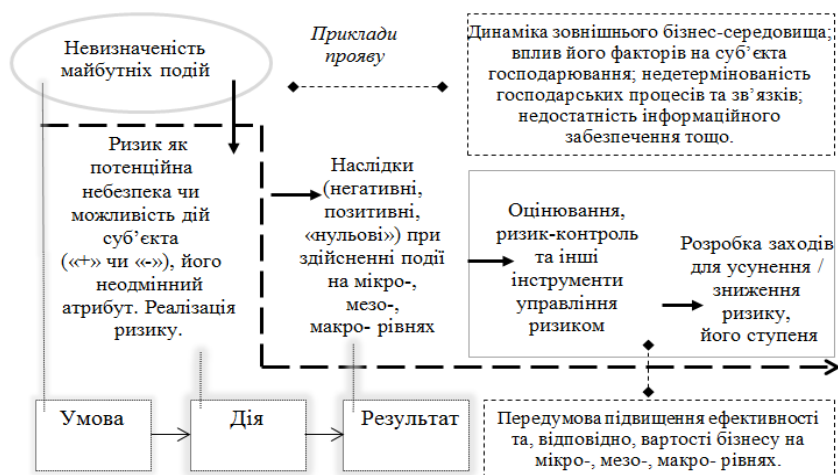 Невизначеність
майбутніх подій
Приклади
прояву
Динаміка зовнішнього бізнес-середовища;
вплив його факторів на суб’єкта
господарювання; недетермінованість
господарських процесів та зв’язків;
недостатність інформаційного
забезпечення тощо.
Ризик як
потенційна
небезпека чи
можливість дій
суб’єкта
(«+» чи «-»), його
неодмінний
атрибут. Реалізація
ризику.
Наслідки
(негативні,
позитивні,
«нульові») при
здійсненні події
на мікро-,
мезо-,
макро- рівнях
Оцінювання,
ризик-контроль
та інші
інструменти
управління
ризиком
Розробка заходів
для усунення /
зниження
ризику,
його ступеня
Умова
Дія
Результат
Передумова підвищення ефективності
та, відповідно, вартості бізнесу на
мікро-, мезо-, макро- рівнях.